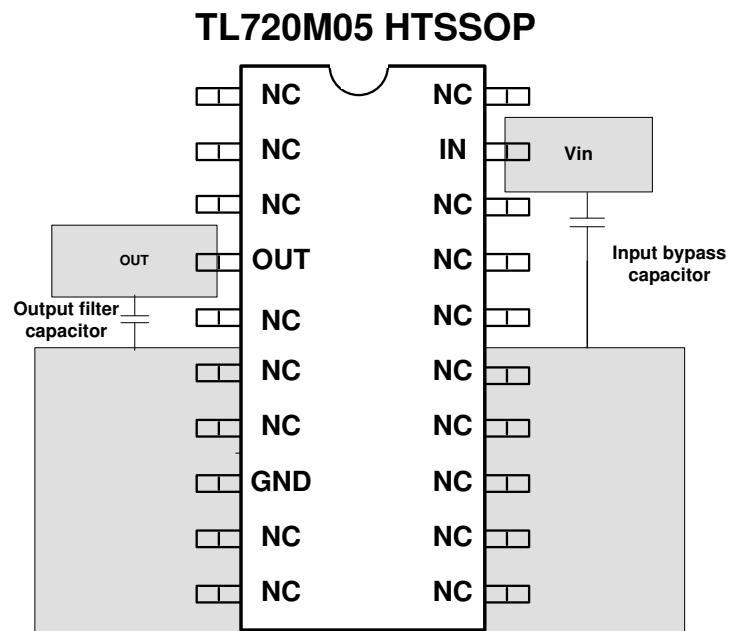 TL720M05 HTSSOP
NC NC
NC IN Vin
NC NC
OUT OUT NC
Input bypass
capacitor
Output filter
capacitor
NC NC
NC NC
NC NC
GND NC
NC NC
NC NC